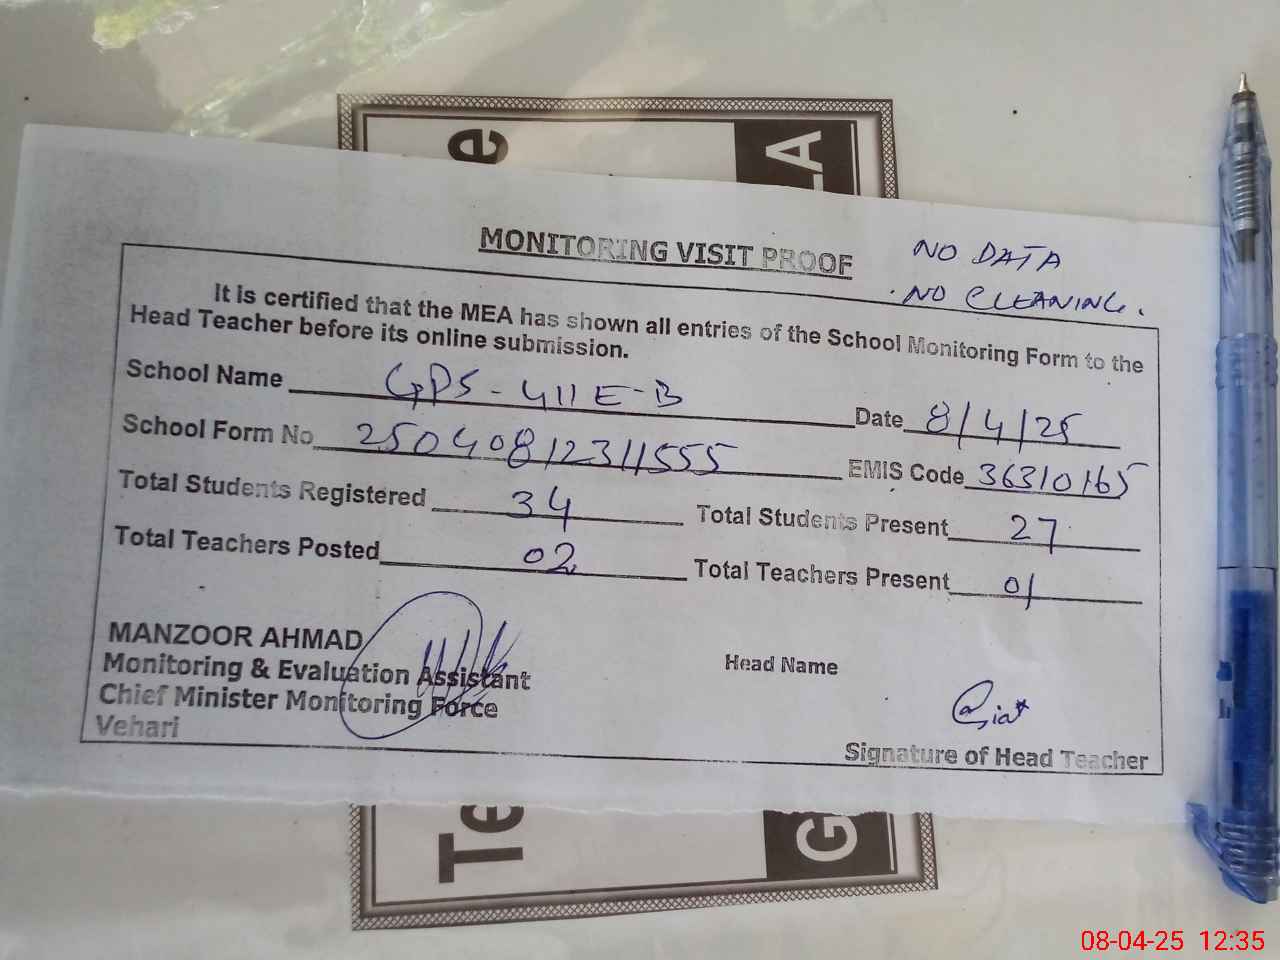 MONITORING VISIT PROOF
NO DATA
NO CLEANING.
It is certified that the MEA has shown all entries of the School Monitoring Form to the
Head Teacher before its online submission.
School Name GPS-411 E-B Date 8/4/25
School Form No 25040812311555 EMIS Code 36310165
Total Students Registered 34 Total Students Present 27
Total Teachers Posted 02 Total Teachers Present 01
MANZOOR AHMAD
Monitoring & Evaluation Assistant
Chief Minister Monitoring Force
Vehari
Head Name
Signature of Head Teacher
Te
e
G
A
08-04-25 12:35